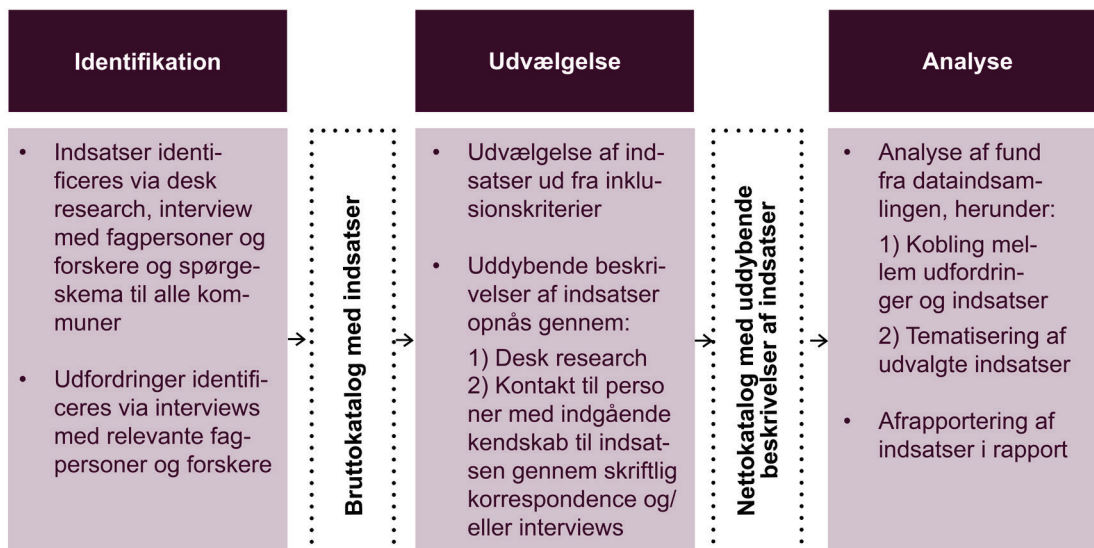 Identifikation
• Indsatser identi-
ficeres via desk
research, interview
med fagpersoner og
forskere og spørge-
skema til alle kom-
muner
• Udfordringer identifi-
ceres via interviews
med relevante fag-
personer og forskere
Bruttokatalog med indsatser
Udvælgelse
• Udvælgelse af ind-
satser ud fra inklu-
sionskriterier
• Uddybende beskri-
velser af indsatser
opnås gennem:
1) Desk research
2) Kontakt til perso
ner med indgående
kendskab til indsat-
sen gennem skriftlig
korrespondence og/
eller interviews
Nettokatalog med uddybende
beskrivelser af indsatser
Analyse
• Analyse af fund
fra dataindsam-
lingen, herunder:
1) Kobling mel-
lem udfordrin-
ger og indsatser
2) Tematisering af
udvalgte indsatser
• Afrapportering af
indsatser i rapport